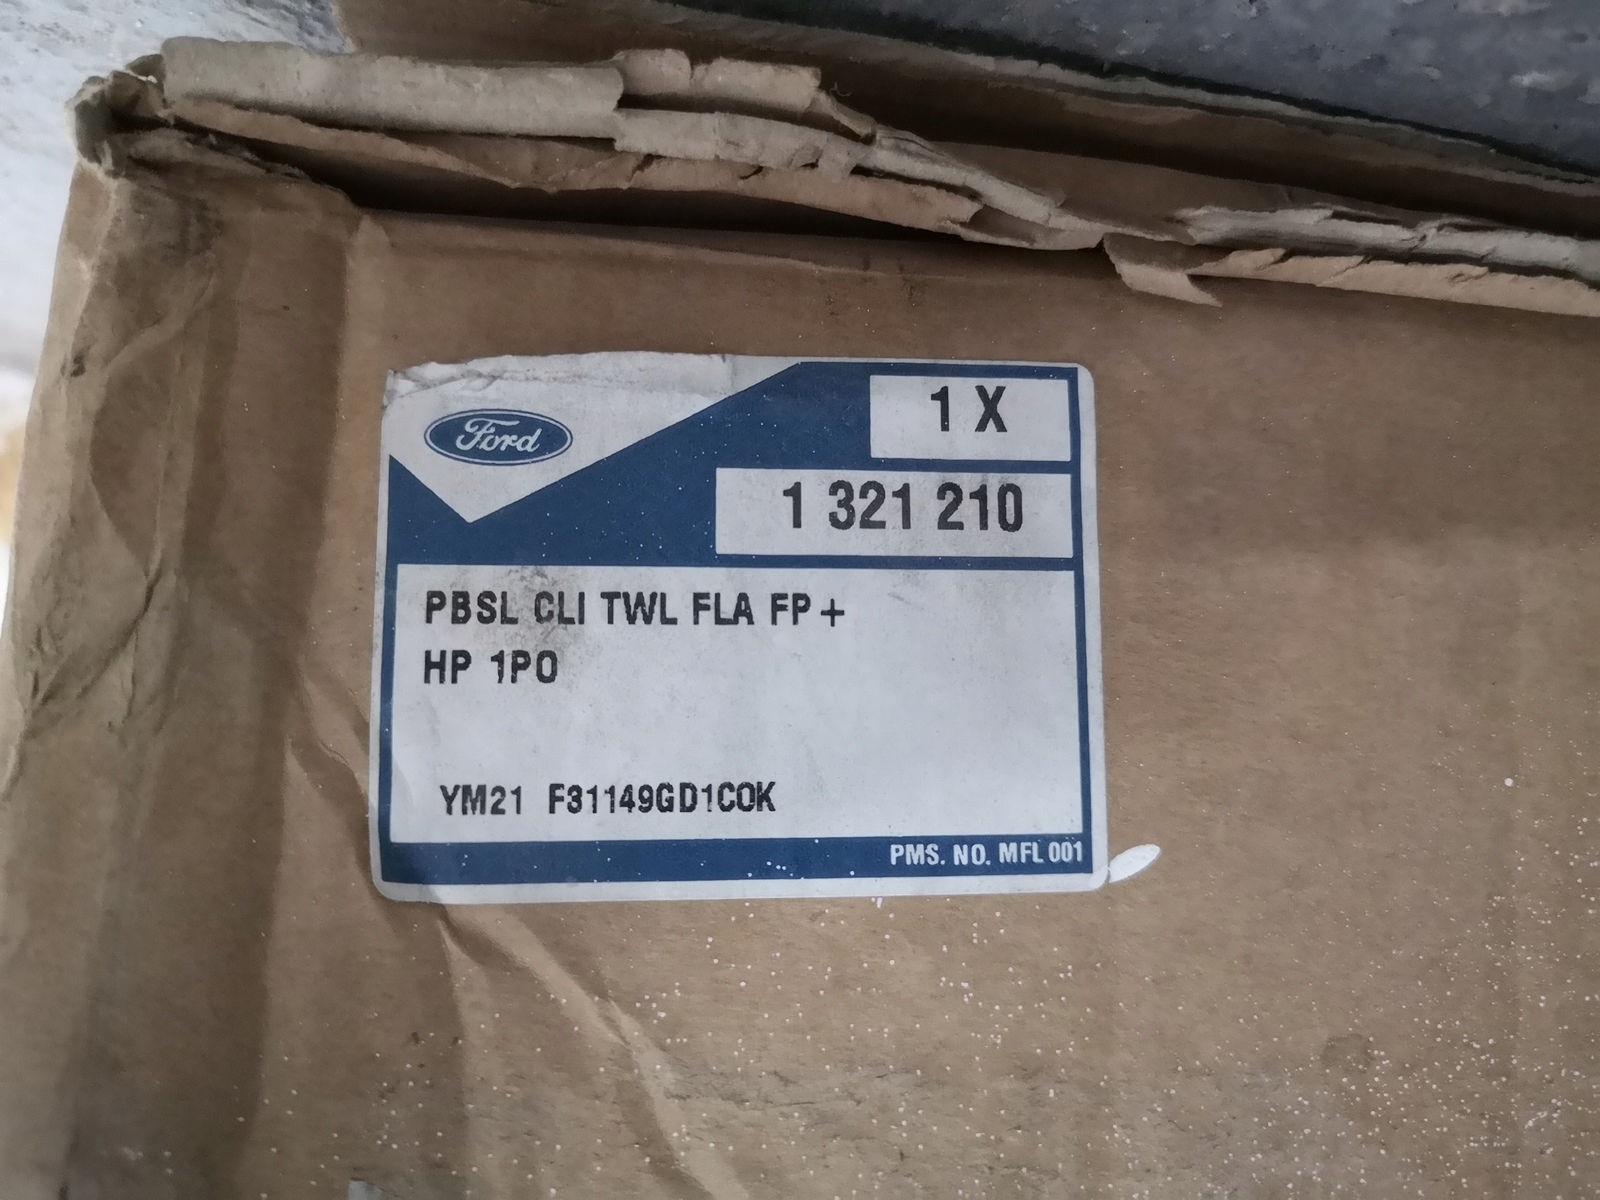 Ford
1 X
1 321 210
PBSL CLI TWL FLA FP+
HP 1PO
YM21 F31149GD1COK
PMS. NO. MFL 001